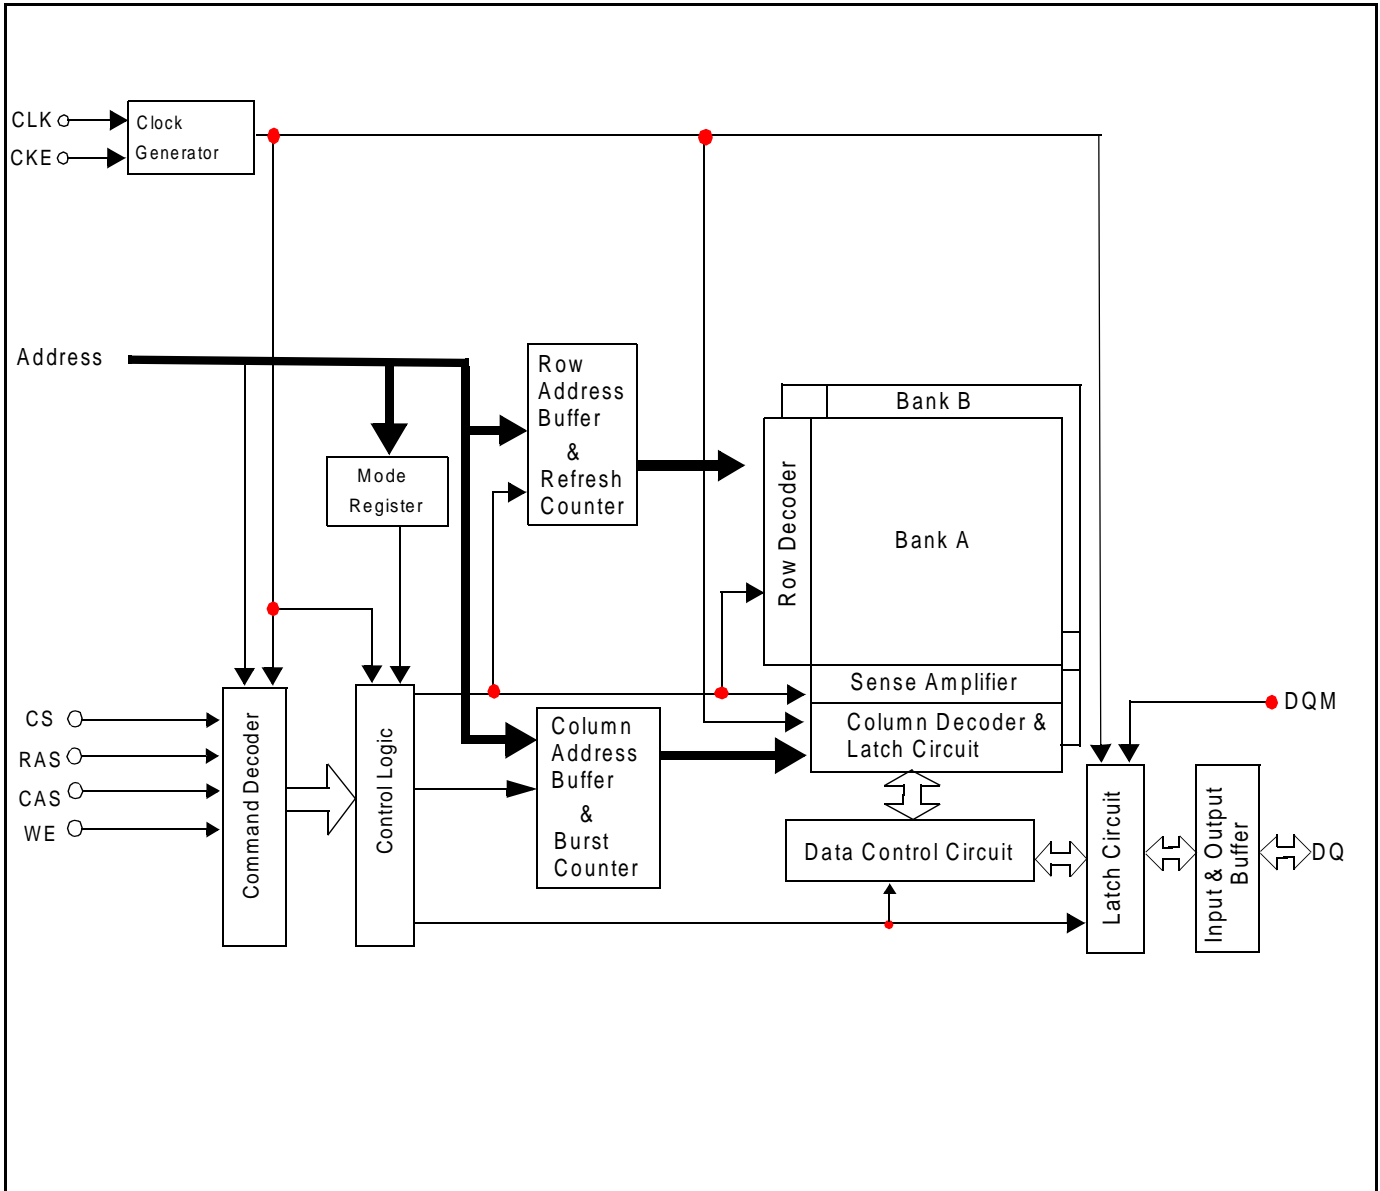 CLK
CKE
Clock
Generator
Address
Row
Address
Buffer
&
Refresh
Counter
Mode
Register
Bank B
Bank A
Row Decoder
Sense Amplifier
Column Decoder &
Latch Circuit
CS
RAS
CAS
WE
Command Decoder
Control Logic
Column
Address
Buffer
&
Burst
Counter
Data Control Circuit
DQM
Latch Circuit
Input & Output
Buffer
DQ